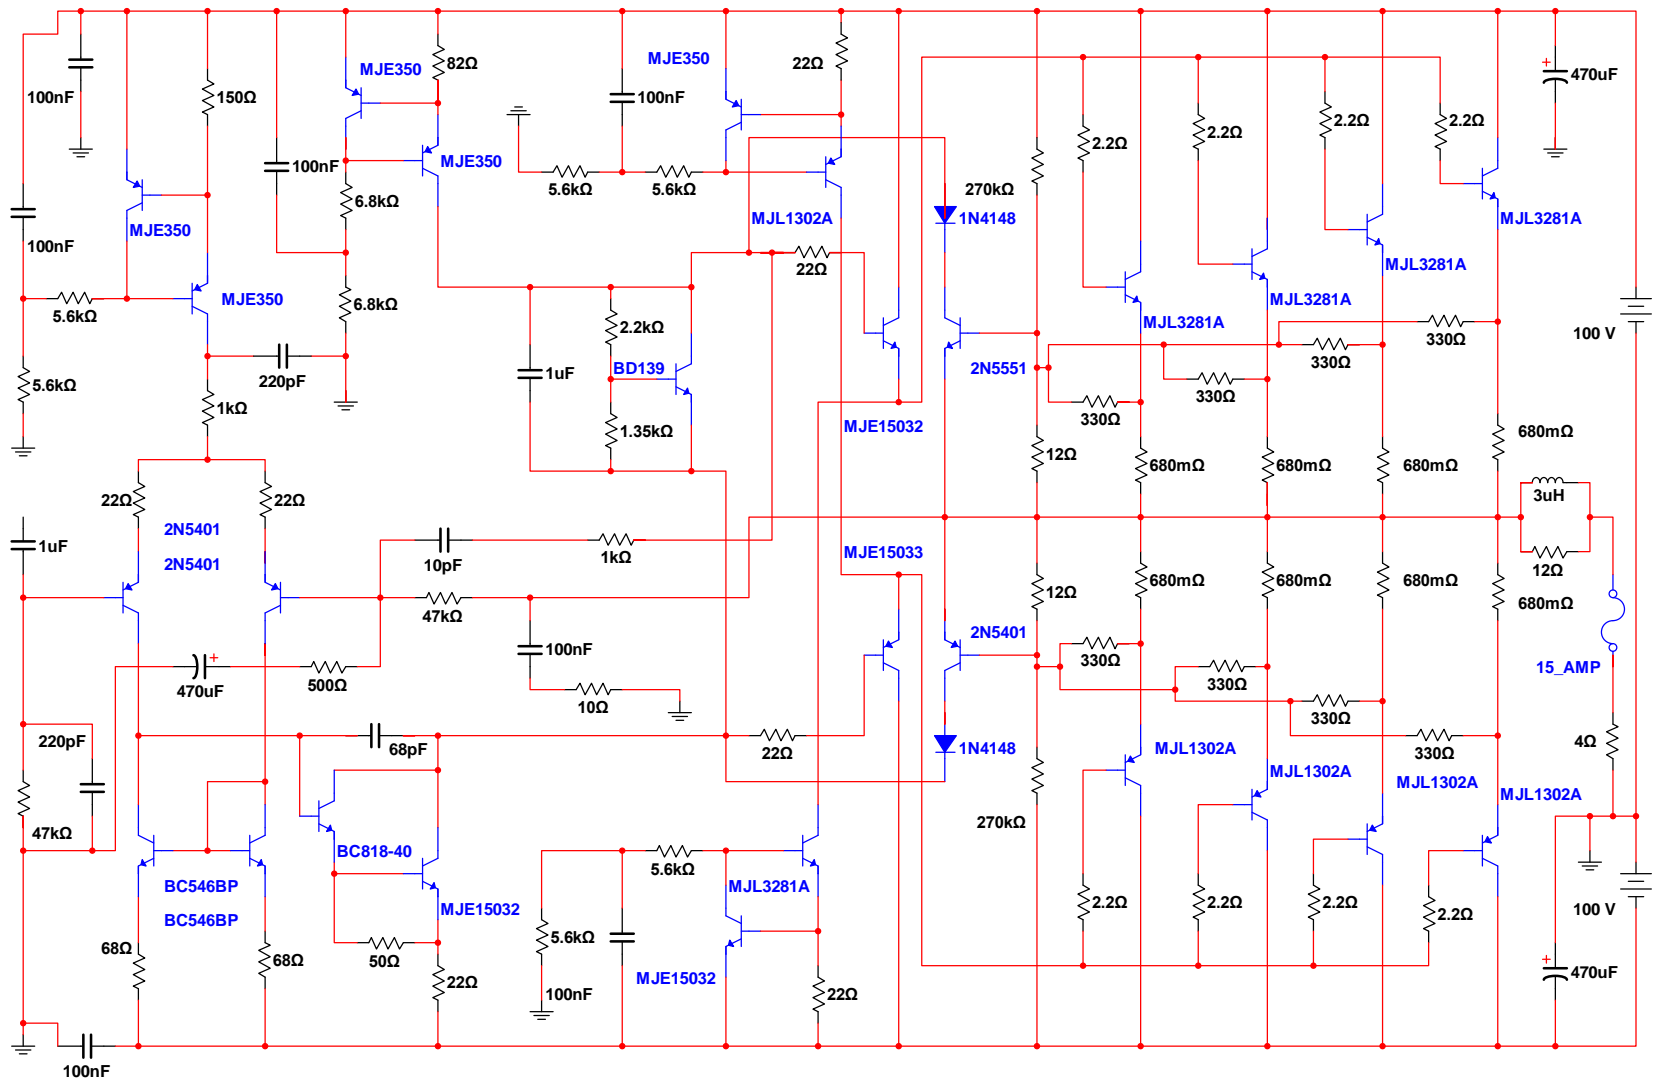 MJE350
82Ω
MJE350
22Ω
470uF
100nF
150Ω
100nF
2.2Ω
2.2Ω
2.2Ω
2.2Ω
100nF
MJE350
5.6kΩ
5.6kΩ
270kΩ
6.8kΩ
MJL1302A
1N4148
MJL3281A
MJE350
100nF
22Ω
MJL3281A
MJE350
5.6kΩ
6.8kΩ
MJL3281A
MJL3281A
2.2kΩ
330Ω
100 V
220pF
1uF
BD139
2N5551
330Ω
5.6kΩ
330Ω
1kΩ
330Ω
1.35kΩ
MJE15032
12Ω
680mΩ
680mΩ
680mΩ
680mΩ
22Ω
22Ω
3uH
2N5401
1uF
MJE15033
10pF
1kΩ
12Ω
2N5401
12Ω
680mΩ
680mΩ
680mΩ
680mΩ
47kΩ
2N5401
100nF
330Ω
15_AMP
470uF
500Ω
330Ω
10Ω
330Ω
220pF
68pF
22Ω
1N4148
MJL1302A
330Ω
4Ω
MJL1302A
MJL1302A
MJL1302A
47kΩ
270kΩ
BC818-40
5.6kΩ
BC546BP
MJL3281A
2.2Ω
2.2Ω
2.2Ω
2.2Ω
MJE15032
100 V
BC546BP
68Ω
5.6kΩ
68Ω
50Ω
MJE15032
470uF
22Ω
100nF
22Ω
100nF